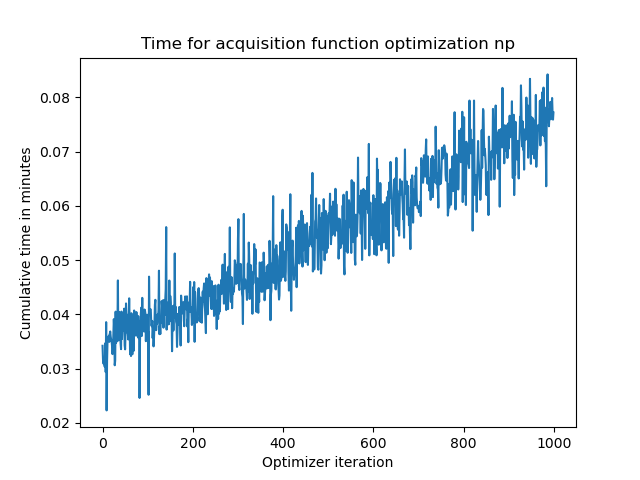 Time for acquisition function optimization np
Cumulative time in minutes
0.08
0.07
0.06
0.05
0.04
0.03
0.02
0 200 400 600 800 1000
Optimizer iteration